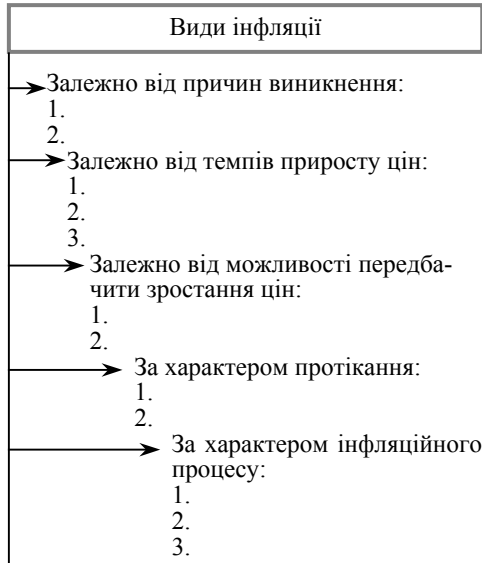 Види інфляції
Залежно від причин виникнення:
1.
2.
Залежно від темпів приросту цін:
1.
2.
3.
Залежно від можливості передба-
чити зростання цін:
1.
2.
За характером протікання:
1.
2.
За характером інфляційного
процесу:
1.
2.
3.